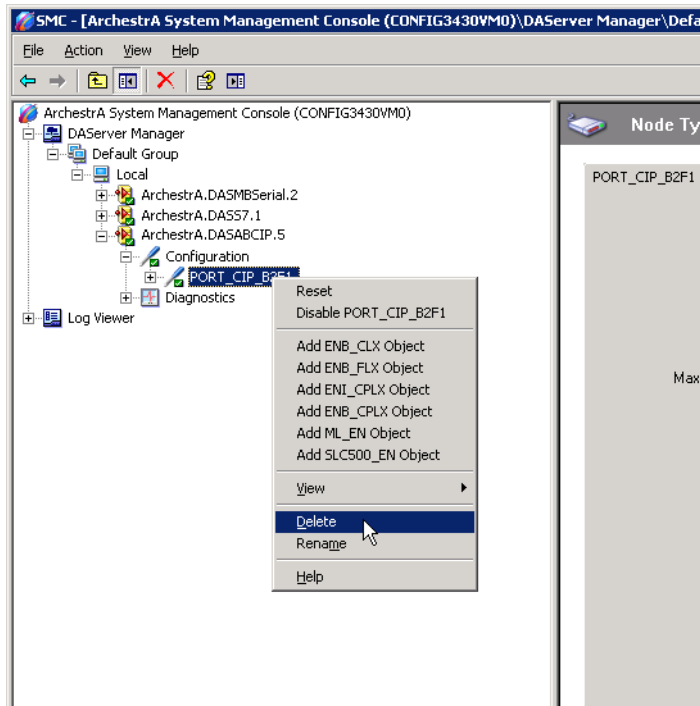 SMC - [ArchestrA System Management Console (CONFIG3430VM0)\DAServer Manager\Defa
File Action View Help
ArchestrA System Management Console (CONFIG3430VM0)
DAServer Manager
Default Group
Local
ArchestrA.DASMBSerial.2
ArchestrA.DASS7.1
ArchestrA.DASABCIP.5
Configuration
PORT_CIP_B2F1
Diagnostics
Log Viewer
Reset
Disable PORT_CIP_B2F1
Add ENB_CLX Object
Add ENB_FLX Object
Add ENI_CPLX Object
Add ENB_CPLX Object
Add ML_EN Object
Add SLC500_EN Object
View
Delete
Rename
Help
Node Ty
PORT_CIP_B2F1
Max